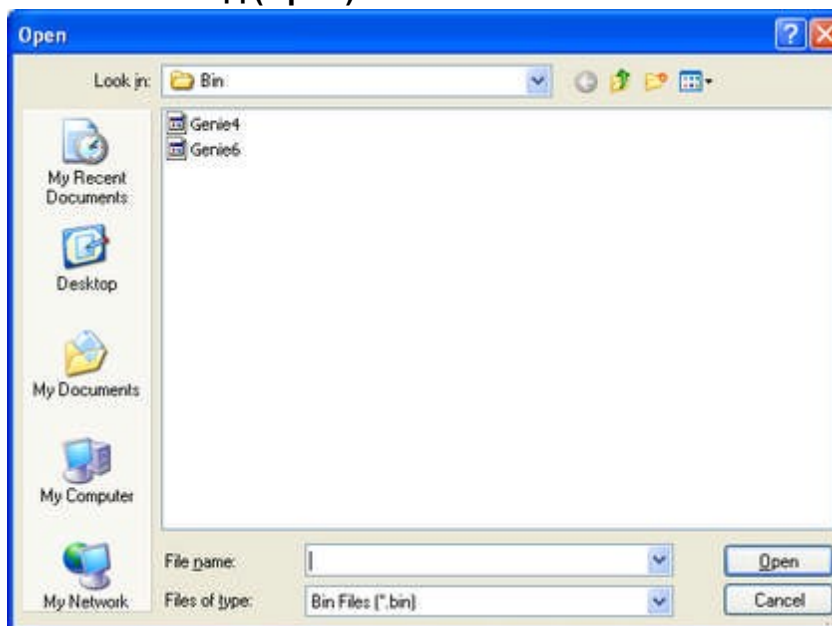 Open
Look in: Bin
Genie4
Genie6
My Recent
Documents
Desktop
My Documents
My Computer
My Network
File name:
Open
Files of type: Bin Files (*.bin)
Cancel